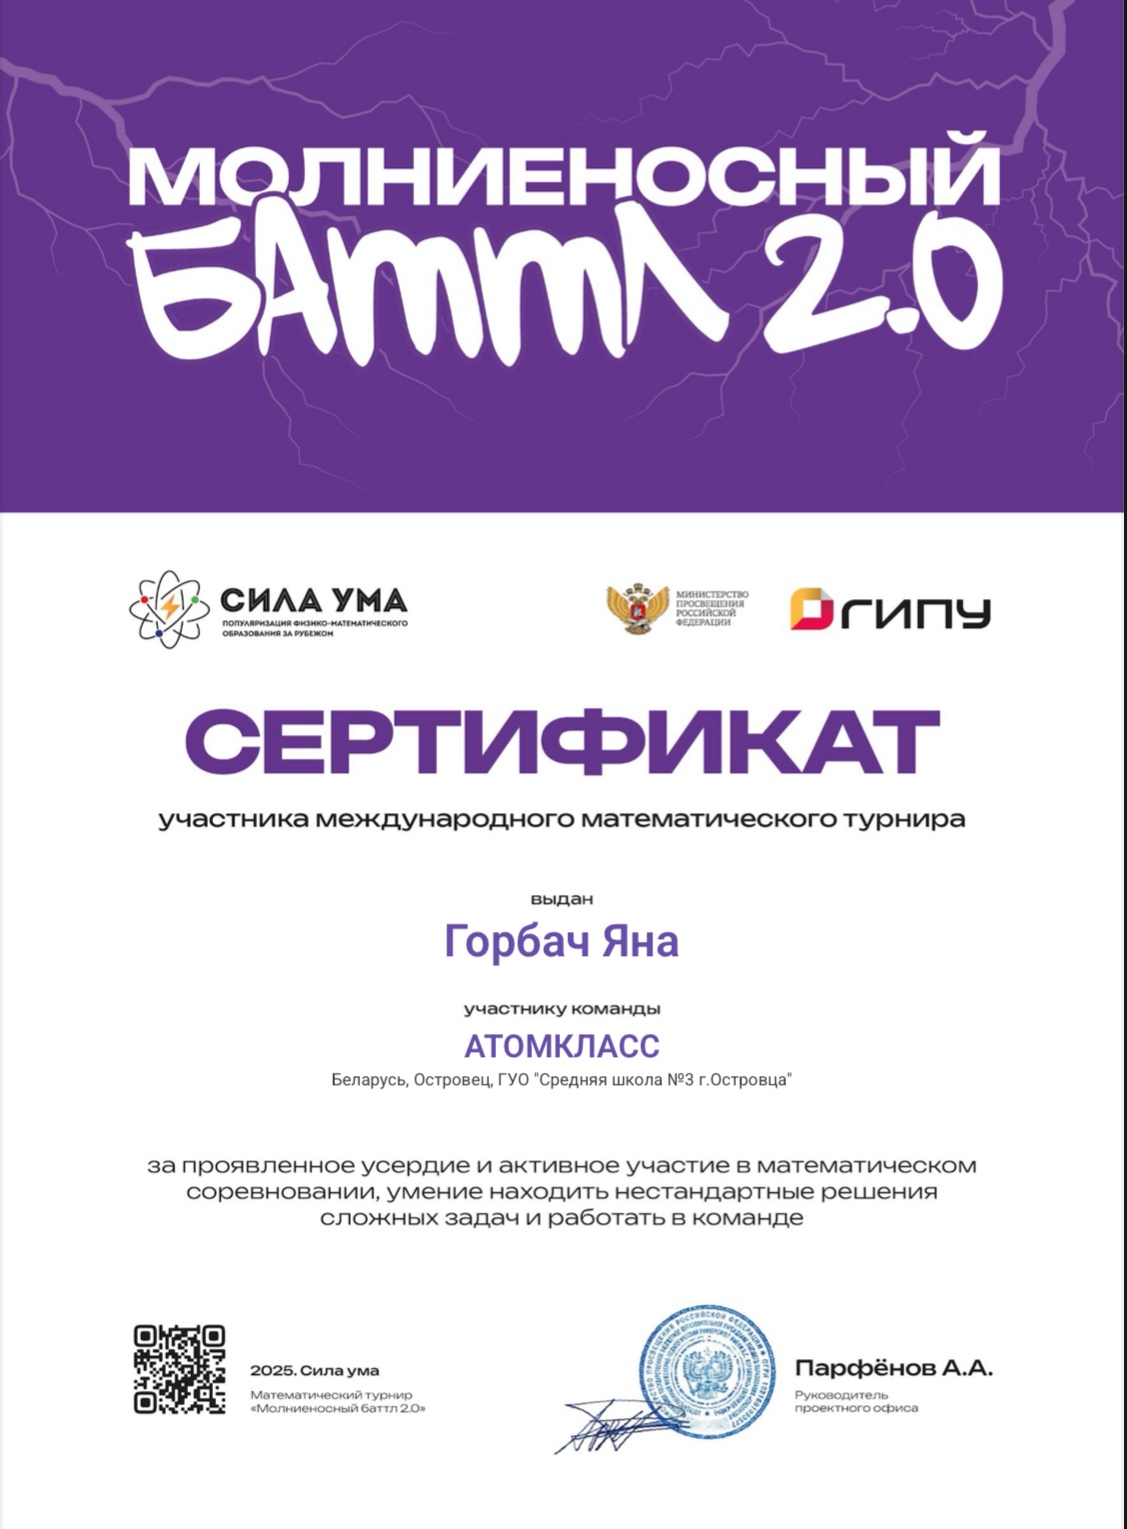 МОЛНИЕНОСНЫЙ
БАттл 2.0
СИЛА УМА
ПОПУЛЯРИЗАЦИЯ ФИЗИКО-МАТЕМАТИЧЕСКОГО
ОБРАЗОВАНИЯ ЗА РУБЕЖОМ
МИНИСТЕРСТВО
ПРОСВЕЩЕНИЯ
РОССИЙСКОЙ
ФЕДЕРАЦИИ
ГИПУ
СЕРТИФИКАТ
участника международного математического турнира
выдан
Горбач Яна
участнику команды
АТОМКЛАСС
Беларусь, Островец, ГУО "Средняя школа №3 г.Островца"
за проявленное усердие и активное участие в математическом
соревновании, умение находить нестандартные решения
сложных задач и работать в команде
2025. Сила ума
Математический турнир
«Молниеносный баттл 2.0»
Парфёнов А.А.
Руководитель
проектного офиса